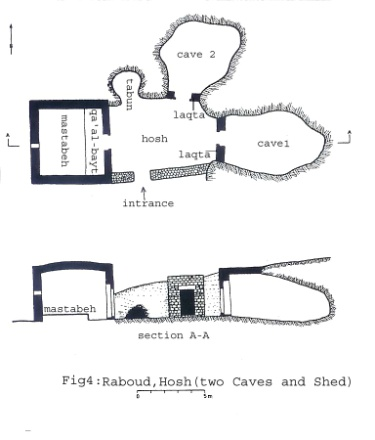 cave 2
tabun
mastabeh
qa'al-bayt
laqta
hosh
cave1
laqta
A
A
intrance
mastabeh
section A-A
Fig4:Raboud,Hosh(two Caves and Shed)
0 5m